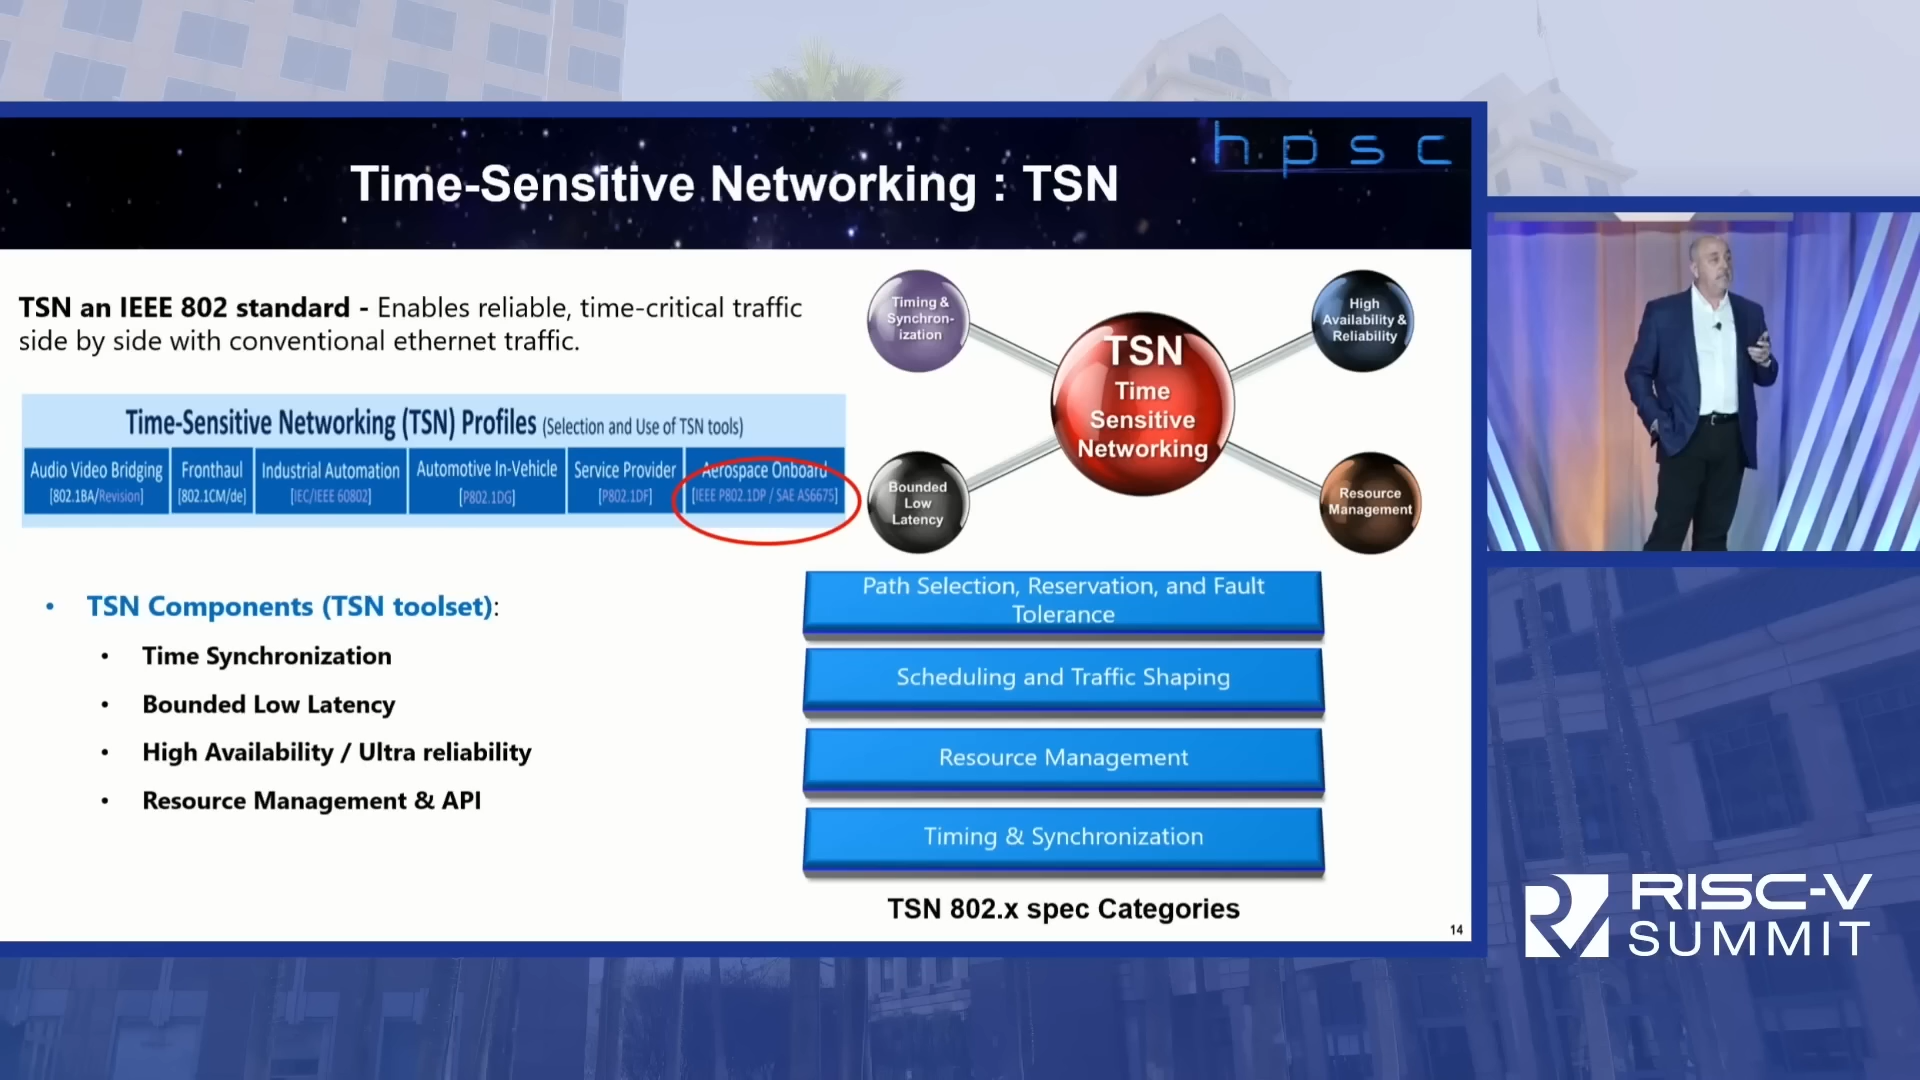 hpsc
Time-Sensitive Networking : TSN
TSN an IEEE 802 standard - Enables reliable, time-critical traffic
side by side with conventional ethernet traffic.
Time-Sensitive Networking (TSN) Profiles (Selection and Use of TSN tools)
Audio Video Bridging
[802.1BA/Revision]
Fronthaul
[802.1CM/de]
Industrial Automation
[IEC/IEEE 60802]
Automotive In-Vehicle
[P802.1DG]
Service Provider
[P802.1DF]
Aerospace Onboard
[IEEE P802.1DP / SAE AS6675]
Timing &
Synchron-
ization
High
Availability &
Reliability
TSN
Time
Sensitive
Networking
Bounded
Low
Latency
Resource
Management
• TSN Components (TSN toolset):
• Time Synchronization
• Bounded Low Latency
• High Availability / Ultra reliability
• Resource Management & API
Path Selection, Reservation, and Fault
Tolerance
Scheduling and Traffic Shaping
Resource Management
Timing & Synchronization
TSN 802.x spec Categories
14
RISC-V
SUMMIT